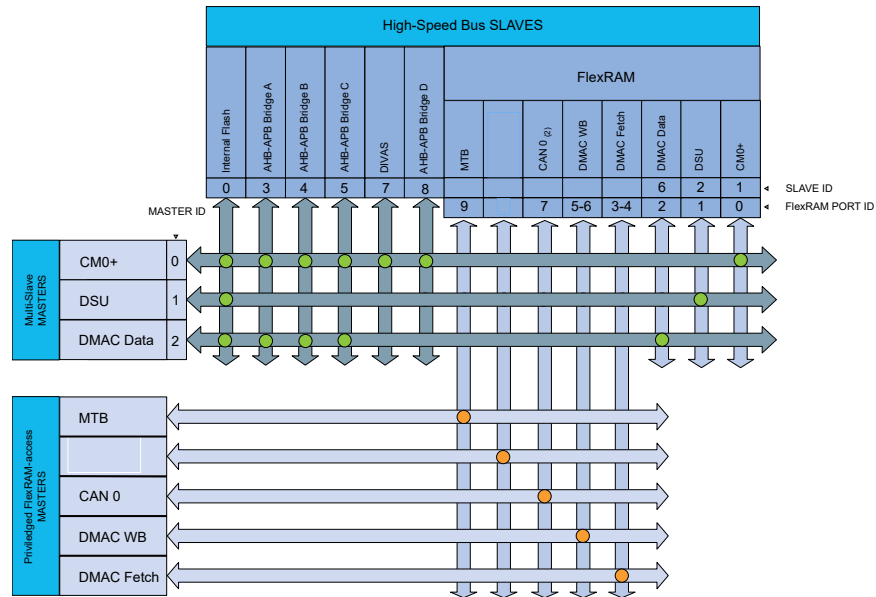 High-Speed Bus SLAVES
FlexRAM
Internal Flash
AHB-APB Bridge A
AHB-APB Bridge B
AHB-APB Bridge C
DIVAS
AHB-APB Bridge D
MTB
CAN 0 (2)
DMAC WB
DMAC Fetch
DMAC Data
DSU
CM0+
0 3 4 5 7 8 6 2 1 SLAVE ID
MASTER ID 9 7 5-6 3-4 2 1 0 FlexRAM PORT ID
Multi-Slave
MASTERS
CM0+ 0
DSU 1
DMAC Data 2
Priviledged FlexRAM-access
MASTERS
MTB
CAN 0
DMAC WB
DMAC Fetch